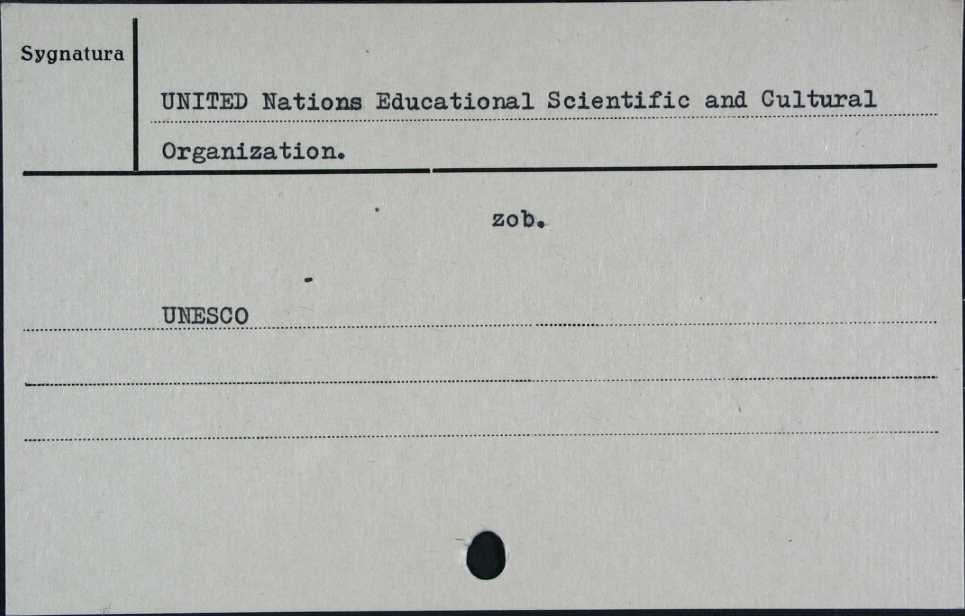 Sygnatura
UNITED Nations Educational Scientific and Cultural
Organization.
zob.
UNESCO